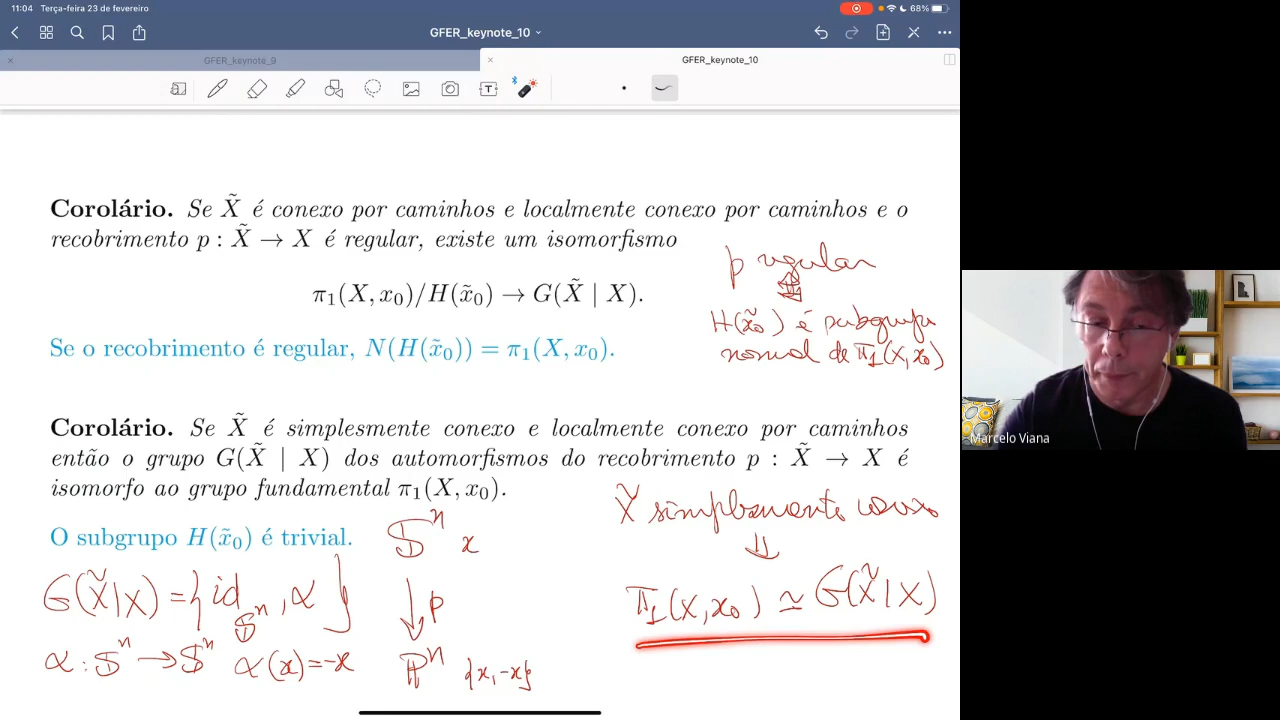 11:04 Terça-feira 23 de fevereiro
68%
GFER_keynote_10
GFER_keynote_9
GFER_keynote_10
Corolário. Se X̃ é conexo por caminhos e localmente conexo por caminhos e o
recobrimento p : X̃ → X é regular, existe um isomorfismo
π₁(X, x₀)/H(x̃₀) → G(X̃ | X).
Se o recobrimento é regular, N(H(x̃₀)) = π₁(X, x₀).
p regular
⇕
H(x̃₀) é subgrupo
normal de π₁(X, x₀)
Corolário. Se X̃ é simplesmente conexo e localmente conexo por caminhos
então o grupo G(X̃ | X) dos automorfismos do recobrimento p : X̃ → X é
isomorfo ao grupo fundamental π₁(X, x₀).
O subgrupo H(x̃₀) é trivial.
G(X̃|X) = {id_𝕊ⁿ, α}
α : 𝕊ⁿ → 𝕊ⁿ α(x) = -x
𝕊ⁿ x
↓ p
ℙⁿ {x, -x}
X̃ simplesmente conexo
⇓
π₁(X, x₀) ≃ G(X̃|X)
Marcelo Viana